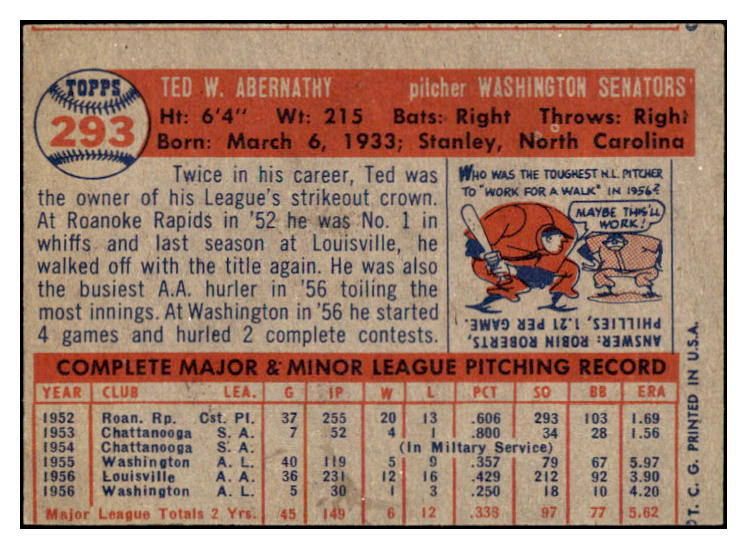 TOPPS
293
TED W. ABERNATHY pitcher WASHINGTON SENATORS
Ht: 6'4" Wt: 215 Bats: Right Throws: Right
Born: March 6, 1933; Stanley, North Carolina
Twice in his career, Ted was
the owner of his League's strikeout crown.
At Roanoke Rapids in '52 he was No. 1 in
whiffs and last season at Louisville, he
walked off with the title again. He was also
the busiest A.A. hurler in '56 toiling the
most innings. At Washington in '56 he started
4 games and hurled 2 complete contests.
WHO WAS THE TOUGHEST N.L. PITCHER
TO "WORK FOR A WALK" IN 1956?
MAYBE THIS'LL
WORK!
ANSWER: ROBIN ROBERTS,
PHILLIES, 1.21 PER GAME.
COMPLETE MAJOR & MINOR LEAGUE PITCHING RECORD
YEAR CLUB LEA. G IP W L PCT SO BB ERA
1952 Roan. Rp. Cst. Pl. 37 255 20 13 .606 293 103 1.69
1953 Chattanooga S. A. 7 52 4 1 .800 34 28 1.56
1954 Chattanooga S. A. (In Military Service)
1955 Washington A. L. 40 119 5 9 .357 79 67 5.97
1956 Louisville A. A. 36 231 12 16 .429 212 92 3.90
1956 Washington A. L. 5 30 1 3 .250 18 10 4.20
Major League Totals 2 Yrs. 45 149 6 12 .333 97 77 5.62
T. C. G. PRINTED IN U.S.A.